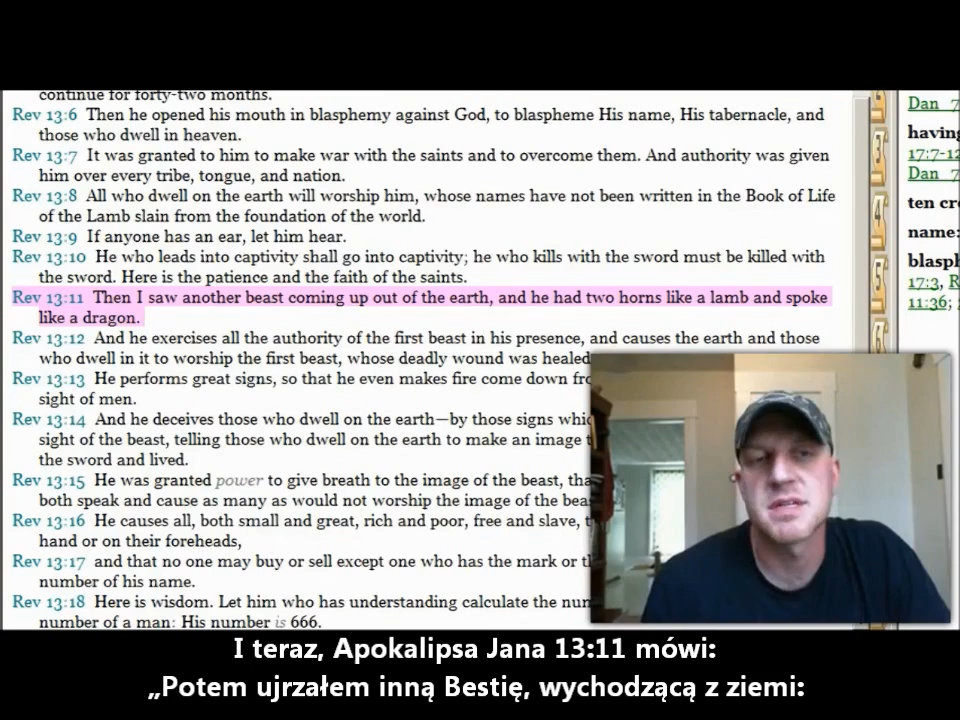 continue for forty-two months.
Rev 13:6 Then he opened his mouth in blasphemy against God, to blaspheme His name, His tabernacle, and
those who dwell in heaven.
Rev 13:7 It was granted to him to make war with the saints and to overcome them. And authority was given
him over every tribe, tongue, and nation.
Rev 13:8 All who dwell on the earth will worship him, whose names have not been written in the Book of Life
of the Lamb slain from the foundation of the world.
Rev 13:9 If anyone has an ear, let him hear.
Rev 13:10 He who leads into captivity shall go into captivity; he who kills with the sword must be killed with
the sword. Here is the patience and the faith of the saints.
Rev 13:11 Then I saw another beast coming up out of the earth, and he had two horns like a lamb and spoke
like a dragon.
Rev 13:12 And he exercises all the authority of the first beast in his presence, and causes the earth and those
who dwell in it to worship the first beast, whose deadly wound was healed
Rev 13:13 He performs great signs, so that he even makes fire come down
sight of men.
Rev 13:14 And he deceives those who dwell on the earth—by those signs
sight of the beast, telling those who dwell on the earth to make an image
the sword and lived.
Rev 13:15 He was granted power to give breath to the image of the beast,
both speak and cause as many as would not worship the image of the
Rev 13:16 He causes all, both small and great, rich and poor, free and slave,
hand or on their foreheads,
Rev 13:17 and that no one may buy or sell except one who has the mark or
number of his name.
Rev 13:18 Here is wisdom. Let him who has understanding calculate the
number of a man: His number is 666.
Dan 7
having
17:7-12
Dan 7
ten
name:
17:3,
11:36;
3
4
5
6
I teraz, Apokalipsa Jana 13:11 mówi:
„Potem ujrzałem inną Bestię, wychodzącą z ziemi: